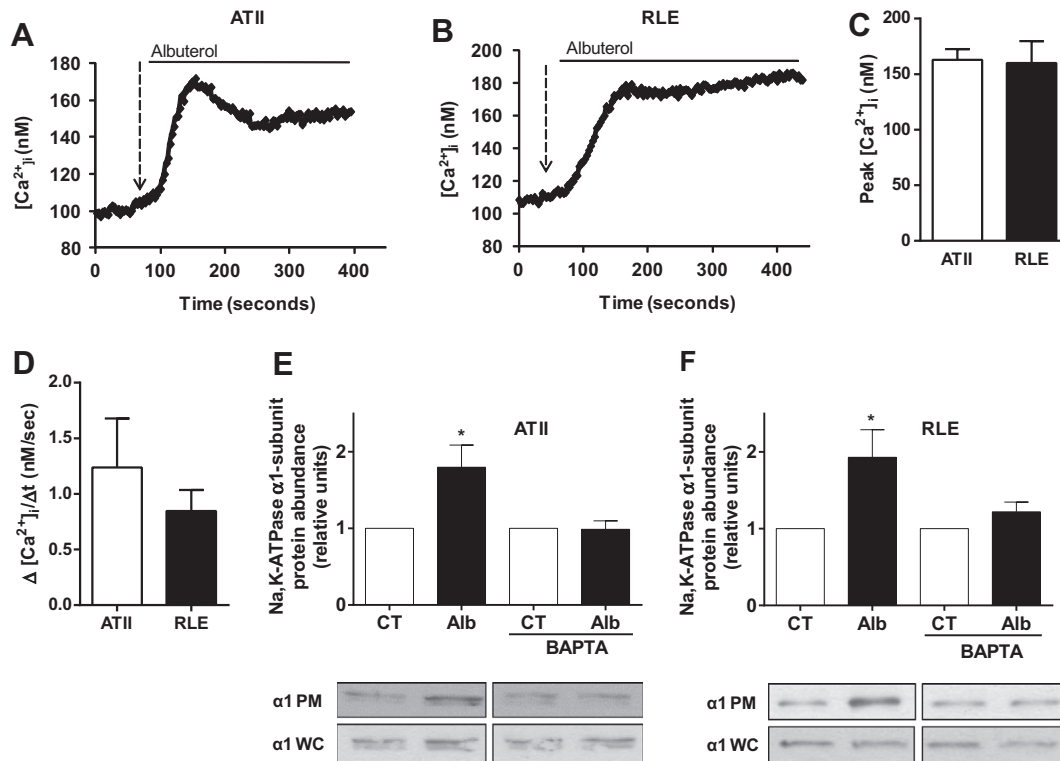 A
ATII
Albuterol
180
160
140
120
100
80
60
[Ca²⁺]ᵢ (nM)
0 100 200 300 400
Time (seconds)
B
RLE
Albuterol
200
180
160
140
120
100
80
[Ca²⁺]ᵢ (nM)
0 100 200 300 400
Time (seconds)
C
200
150
100
50
0
Peak [Ca²⁺]ᵢ (nM)
ATII RLE
D
2.0
1.5
1.0
0.5
0.0
Δ [Ca²⁺]ᵢ/Δt (nM/sec)
ATII RLE
E
ATII
Na,K-ATPase α1-subunit
protein abundance
(relative units)
2
1
0
*
CT Alb CT Alb
BAPTA
α1 PM
α1 WC
F
RLE
Na,K-ATPase α1-subunit
protein abundance
(relative units)
2
1
0
*
CT Alb CT Alb
BAPTA
α1 PM
α1 WC